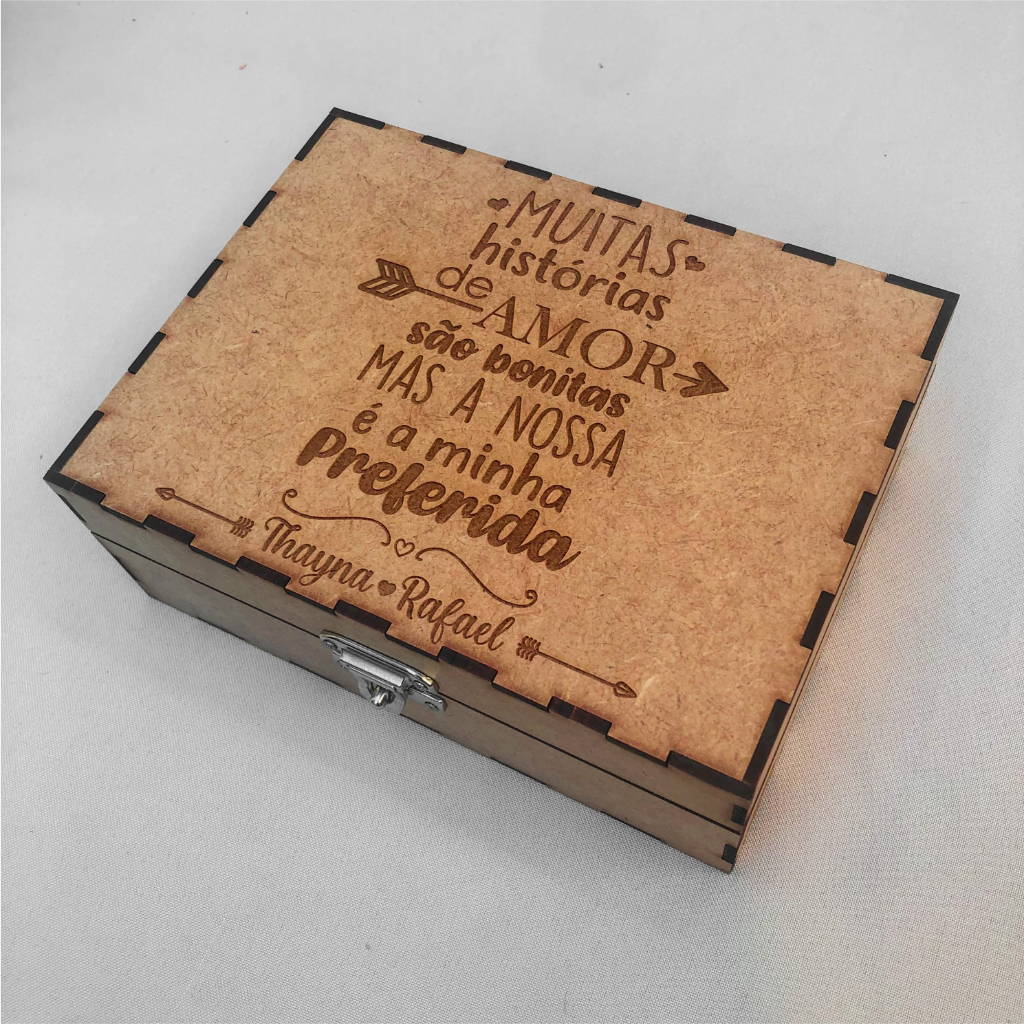 MUITAS
histórias
de AMOR
são bonitas
MAS A NOSSA
é a minha
Preferida
Thayna Rafael